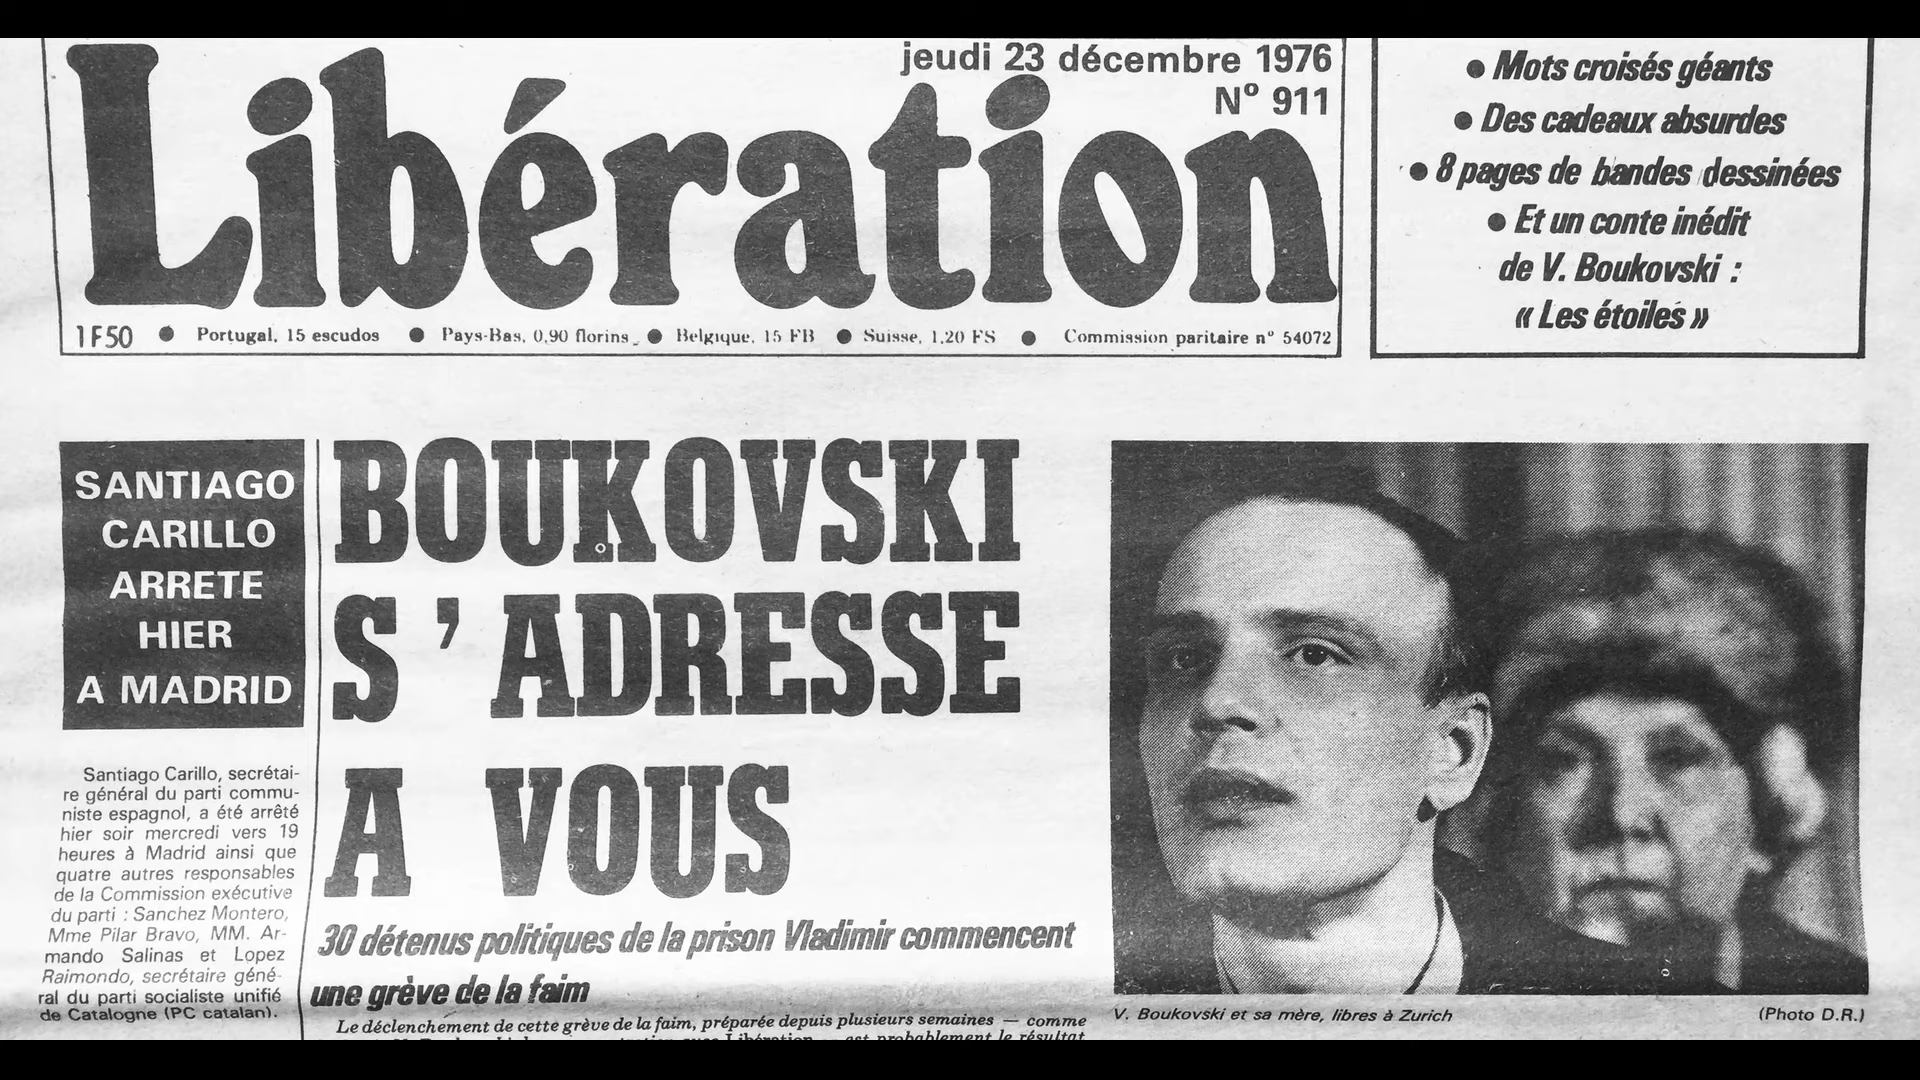 jeudi 23 décembre 1976
N° 911
Libération
1F50 ● Portugal, 15 escudos ● Pays-Bas, 0,90 florins ● Belgique, 15 FB ● Suisse, 1,20 FS ● Commission paritaire n° 54072
● Mots croisés géants
● Des cadeaux absurdes
● 8 pages de bandes dessinées
● Et un conte inédit
de V. Boukovski :
« Les étoiles »
SANTIAGO
CARILLO
ARRETE
HIER
A MADRID
Santiago Carillo, secrétai-
re général du parti commu-
niste espagnol, a été arrêté
hier soir mercredi vers 19
heures à Madrid ainsi que
quatre autres responsables
de la Commission exécutive
du parti : Sanchez Montero,
Mme Pilar Bravo, MM. Ar-
mando Salinas et Lopez
Raimondo, secrétaire géné-
ral du parti socialiste unifié
de Catalogne (PC catalan).
BOUKOVSKI
S'ADRESSE
A VOUS
30 détenus politiques de la prison Vladimir commencent
une grève de la faim
Le déclenchement de cette grève de la faim, préparée depuis plusieurs semaines — comme
avec Libération — est probablement le résultat
V. Boukovski et sa mère, libres à Zurich
(Photo D.R.)